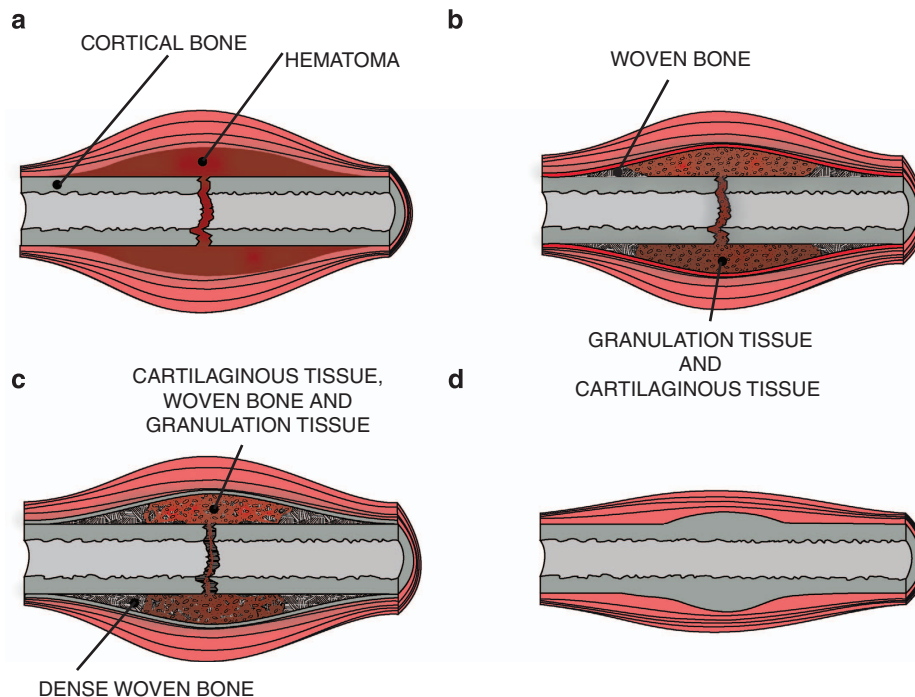 a
CORTICAL BONE
HEMATOMA
b
WOVEN BONE
GRANULATION TISSUE
AND
CARTILAGINOUS TISSUE
c
CARTILAGINOUS TISSUE,
WOVEN BONE AND
GRANULATION TISSUE
DENSE WOVEN BONE
d